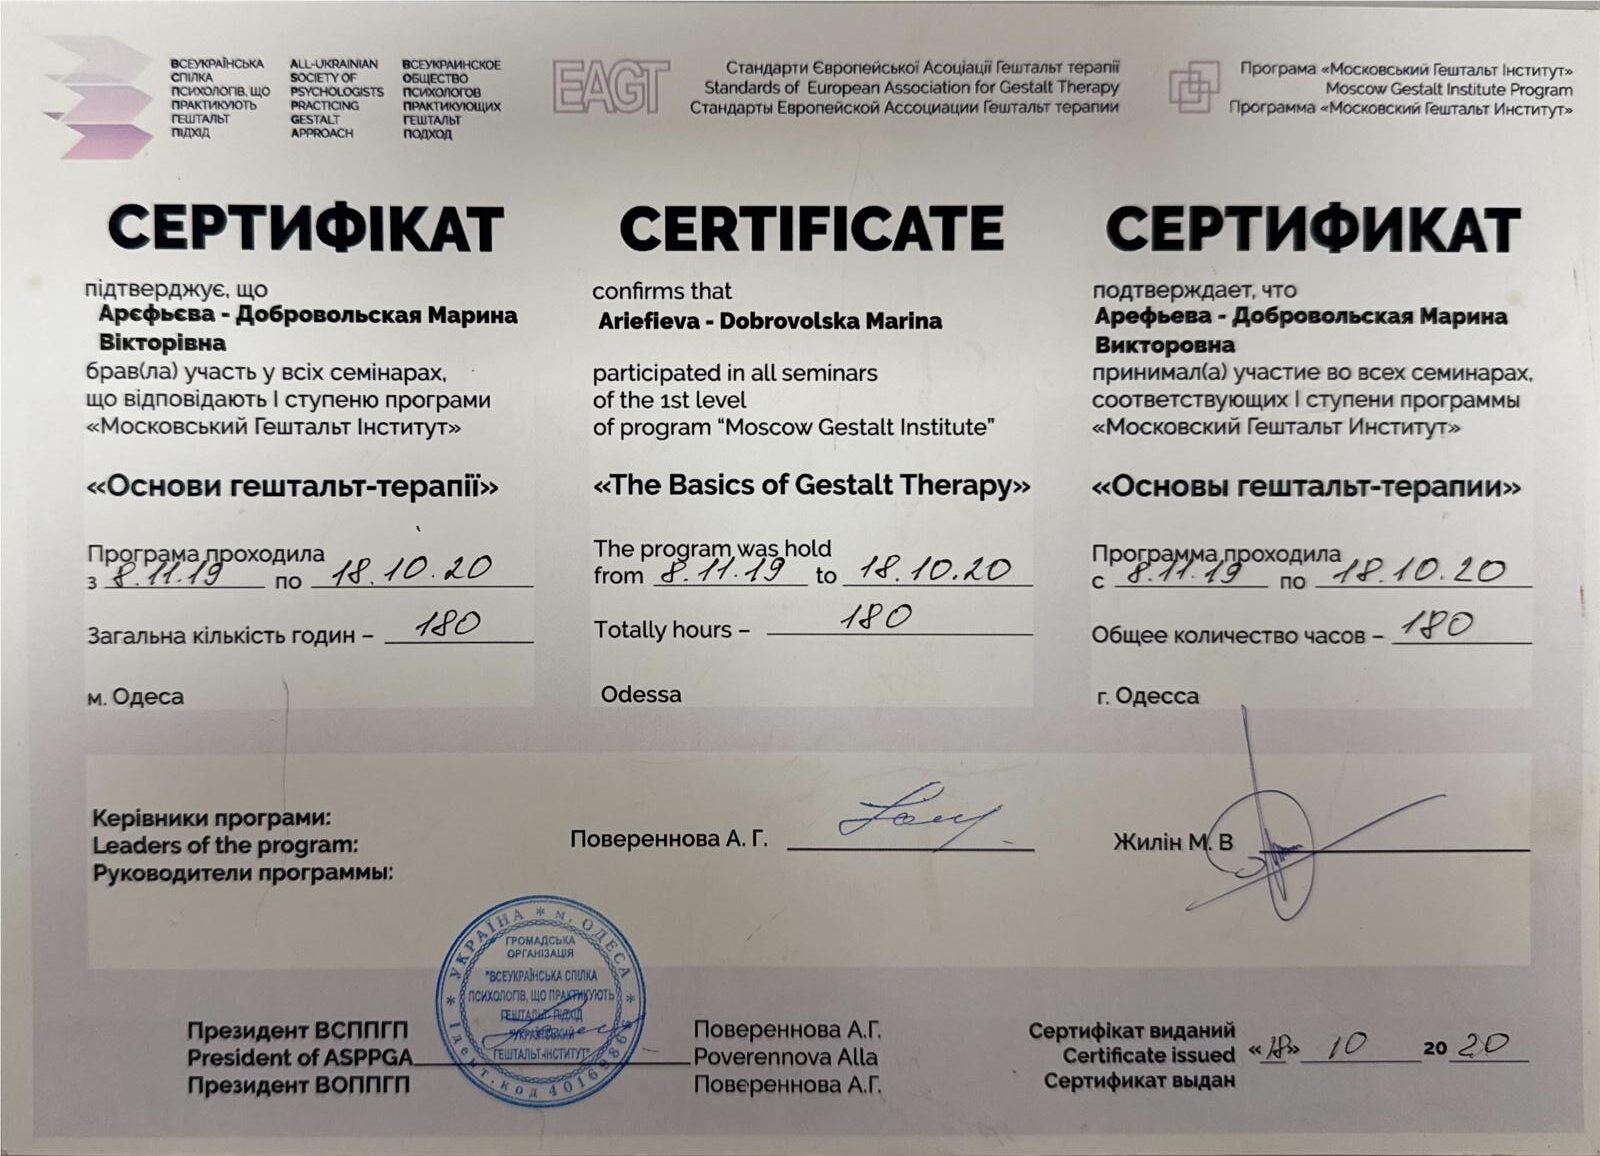 ВСЕУКРАЇНСЬКА
СПІЛКА
ПСИХОЛОГІВ, ЩО
ПРАКТИКУЮТЬ
ГЕШТАЛЬТ
ПІДХІД
ALL-UKRAINIAN
SOCIETY OF
PSYCHOLOGISTS
PRACTICING
GESTALT
APPROACH
ВСЕУКРАИНСКОЕ
ОБЩЕСТВО
ПСИХОЛОГОВ
ПРАКТИКУЮЩИХ
ГЕШТАЛЬТ
ПОДХОД
EAGT
Стандарти Європейської Асоціації Гештальт терапії
Standards of European Association for Gestalt Therapy
Стандарты Европейской Ассоциации Гештальт терапии
Програма «Московський Гештальт Інститут»
Moscow Gestalt Institute Program
Программа «Московский Гештальт Институт»
СЕРТИФІКАТ
підтверджує, що
Арєфьєва - Добровольская Марина
Вікторівна
брав(ла) участь у всіх семінарах,
що відповідають І ступеню програми
«Московський Гештальт Інститут»
«Основи гештальт-терапії»
Програма проходила
з 8.11.19 по 18.10.20
Загальна кількість годин – 180
м. Одеса
CERTIFICATE
confirms that
Ariefieva - Dobrovolska Marina
participated in all seminars
of the 1st level
of program “Moscow Gestalt Institute”
«The Basics of Gestalt Therapy»
The program was hold
from 8.11.19 to 18.10.20
Totally hours – 180
Odessa
СЕРТИФИКАТ
подтверждает, что
Арефьева - Добровольская Марина
Викторовна
принимал(а) участие во всех семинарах,
соответствующих І ступени программы
«Московский Гештальт Институт»
«Основы гештальт-терапии»
Программа проходила
с 8.11.19 по 18.10.20
Общее количество часов – 180
г. Одесса
Керівники програми:
Leaders of the program:
Руководители программы:
Повереннова А. Г.
Жилін М. В
УКРАЇНА * м. ОДЕСА *
ГРОМАДСЬКА
ОРГАНІЗАЦІЯ
"ВСЕУКРАЇНСЬКА СПІЛКА
ПСИХОЛОГІВ, ЩО ПРАКТИКУЮТЬ
ГЕШТАЛЬТ-ПІДХІД
"УКРАЇНСЬКИЙ
ГЕШТАЛЬТ-ІНСТИТУТ"
Ідент. код
Президент ВСППГП
President of ASPPGA
Президент ВОППГП
Повереннова А.Г.
Poverennova Alla
Повєреннова А.Г.
Сертифікат виданий
Certificate issued «18» 10 2020
Сертификат выдан